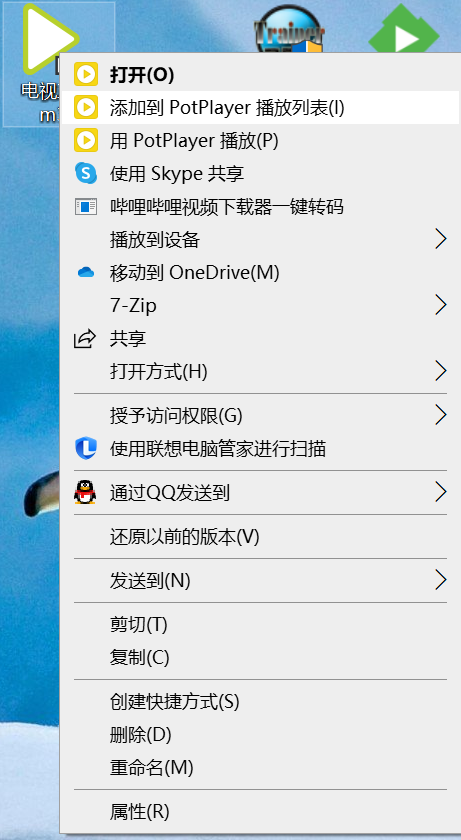 Trainer
电视
m
打开(O)
添加到 PotPlayer 播放列表(I)
用 PotPlayer 播放(P)
使用 Skype 共享
哔哩哔哩视频下载器一键转码
播放到设备
移动到 OneDrive(M)
7-Zip
共享
打开方式(H)
授予访问权限(G)
使用联想电脑管家进行扫描
通过QQ发送到
还原以前的版本(V)
发送到(N)
剪切(T)
复制(C)
创建快捷方式(S)
删除(D)
重命名(M)
属性(R)